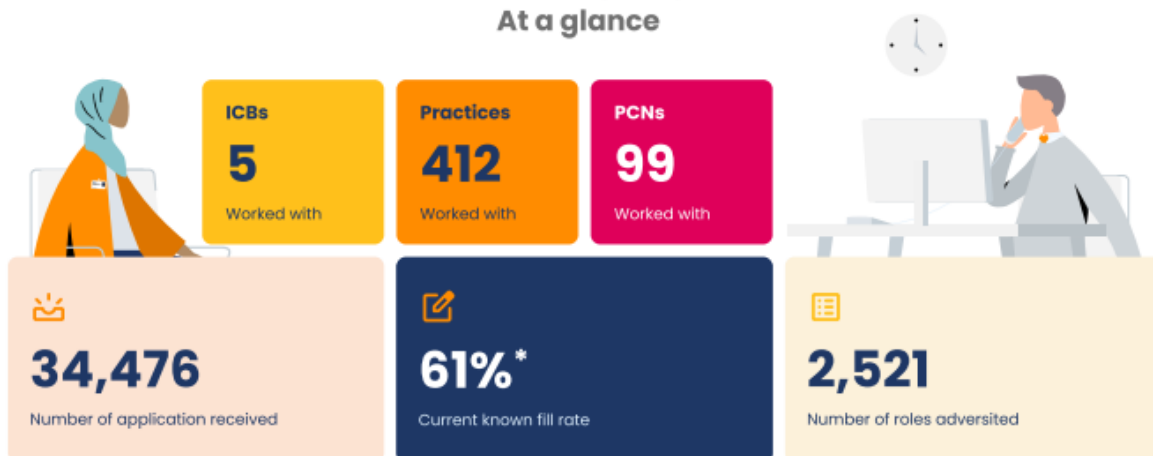 At a glance
ICBs
5
Worked with
Practices
412
Worked with
PCNs
99
Worked with
34,476
Number of application received
61%*
Current known fill rate
2,521
Number of roles adversited